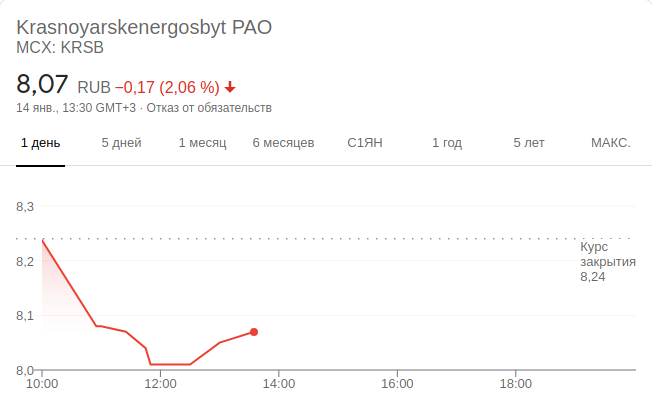 Krasnoyarskenergosbyt PAO
MCX: KRSB
8,07 RUB −0,17 (2,06 %) ↓
14 янв., 13:30 GMT+3 · Отказ от обязательств
1 день 5 дней 1 месяц 6 месяцев С1ЯН 1 год 5 лет МАКС.
8,3
Курс
закрытия
8,24
8,2
8,1
8,0
10:00 12:00 14:00 16:00 18:00